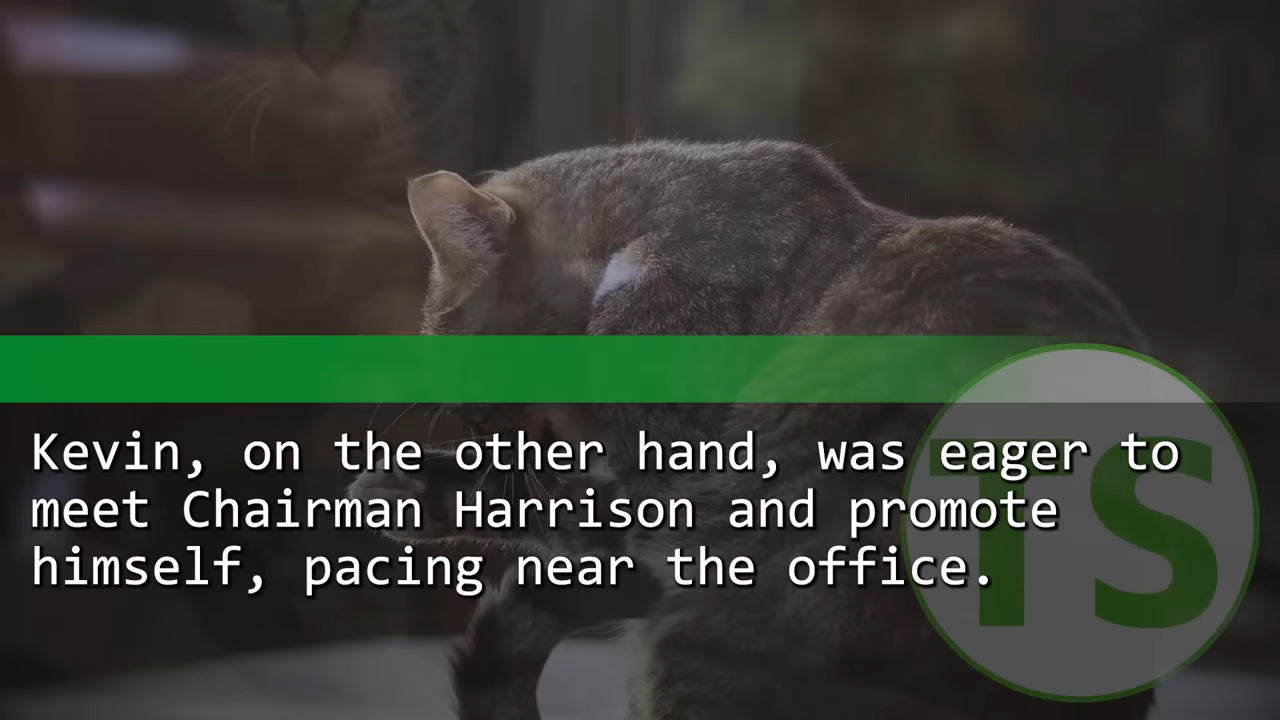 Kevin, on the other hand, was eager to
meet Chairman Harrison and promote
himself, pacing near the office.
TS